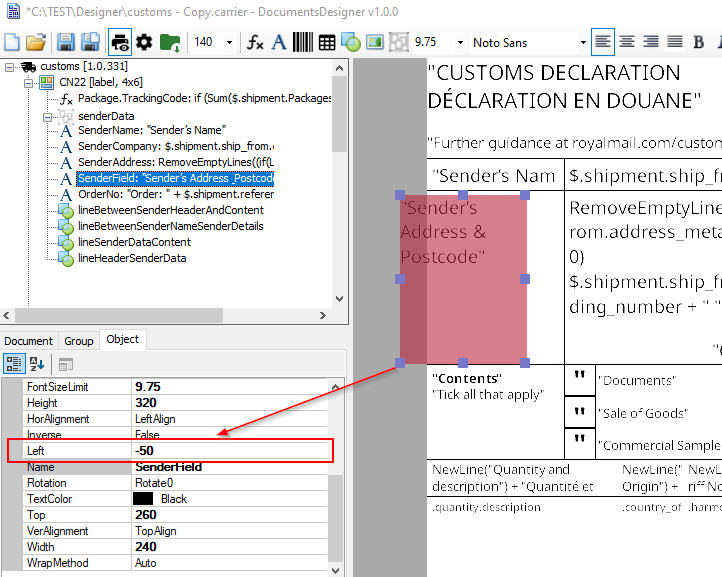 *C:\TEST\Designer\customs - Copy.carrier - DocumentsDesigner v1.0.0
140
9.75
Noto Sans
B
customs [1.0.331]
CN22 [label, 4x6]
Package.TrackingCode: if (Sum($.shipment.Packages
senderData
SenderName: "Sender's Name"
SenderCompany: $.shipment.ship_from.c
SenderAddress: RemoveEmptyLines((if(L
SenderField: "Sender's Address_Postcode
OrderNo: "Order: " + $.shipment.referer
lineBetweenSenderHeaderAndContent
lineBetweenSenderNameSenderDetails
lineSenderDataContent
lineHeaderSenderData
Document
Group
Object
FontSizeLimit 9.75
Height 320
HorAlignment LeftAlign
Inverse False
Left -50
Name SenderField
Rotation Rotate0
TextColor Black
Top 260
VerAlignment TopAlign
Width 240
WrapMethod Auto
"CUSTOMS DECLARATION
DÉCLARATION EN DOUANE"
"Further guidance at royalmail.com/custom
"Sender's Nam
$.shipment.ship_fr
"Sender's
Address &
Postcode"
RemoveEmptyLine
rom.address_meta
0)
$.shipment.ship_fr
ding_number + " "
"Contents"
"Tick all that apply"
"
"Documents"
"
"Sale of Goods"
"
"Commercial Sample
NewLine("Quantity and
description") + "Quantité et
NewLine("
Origin") +
NewLine("
riff No
.quantity.description
.country_of
.harmo